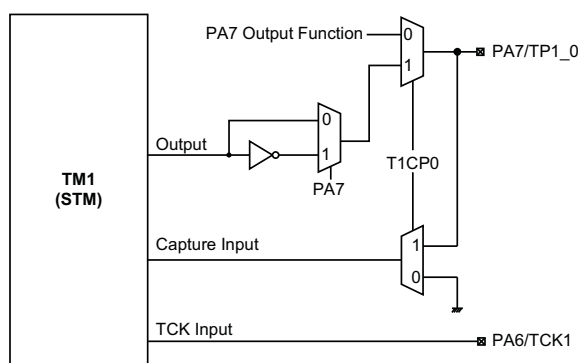 PA7 Output Function
0
1
PA7/TP1_0
0
Output
1
TM1
(STM)
PA7
T1CP0
Capture Input
1
0
TCK Input
PA6/TCK1